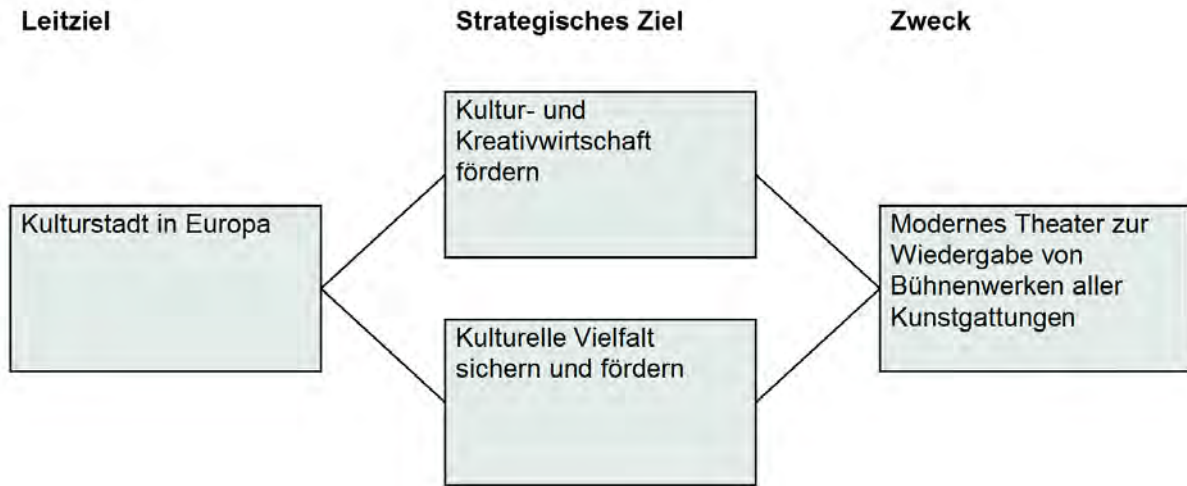 Leitziel
Strategisches Ziel
Zweck
Kulturstadt in Europa
Kultur- und
Kreativwirtschaft
fördern
Kulturelle Vielfalt
sichern und fördern
Modernes Theater zur
Wiedergabe von
Bühnenwerken aller
Kunstgattungen